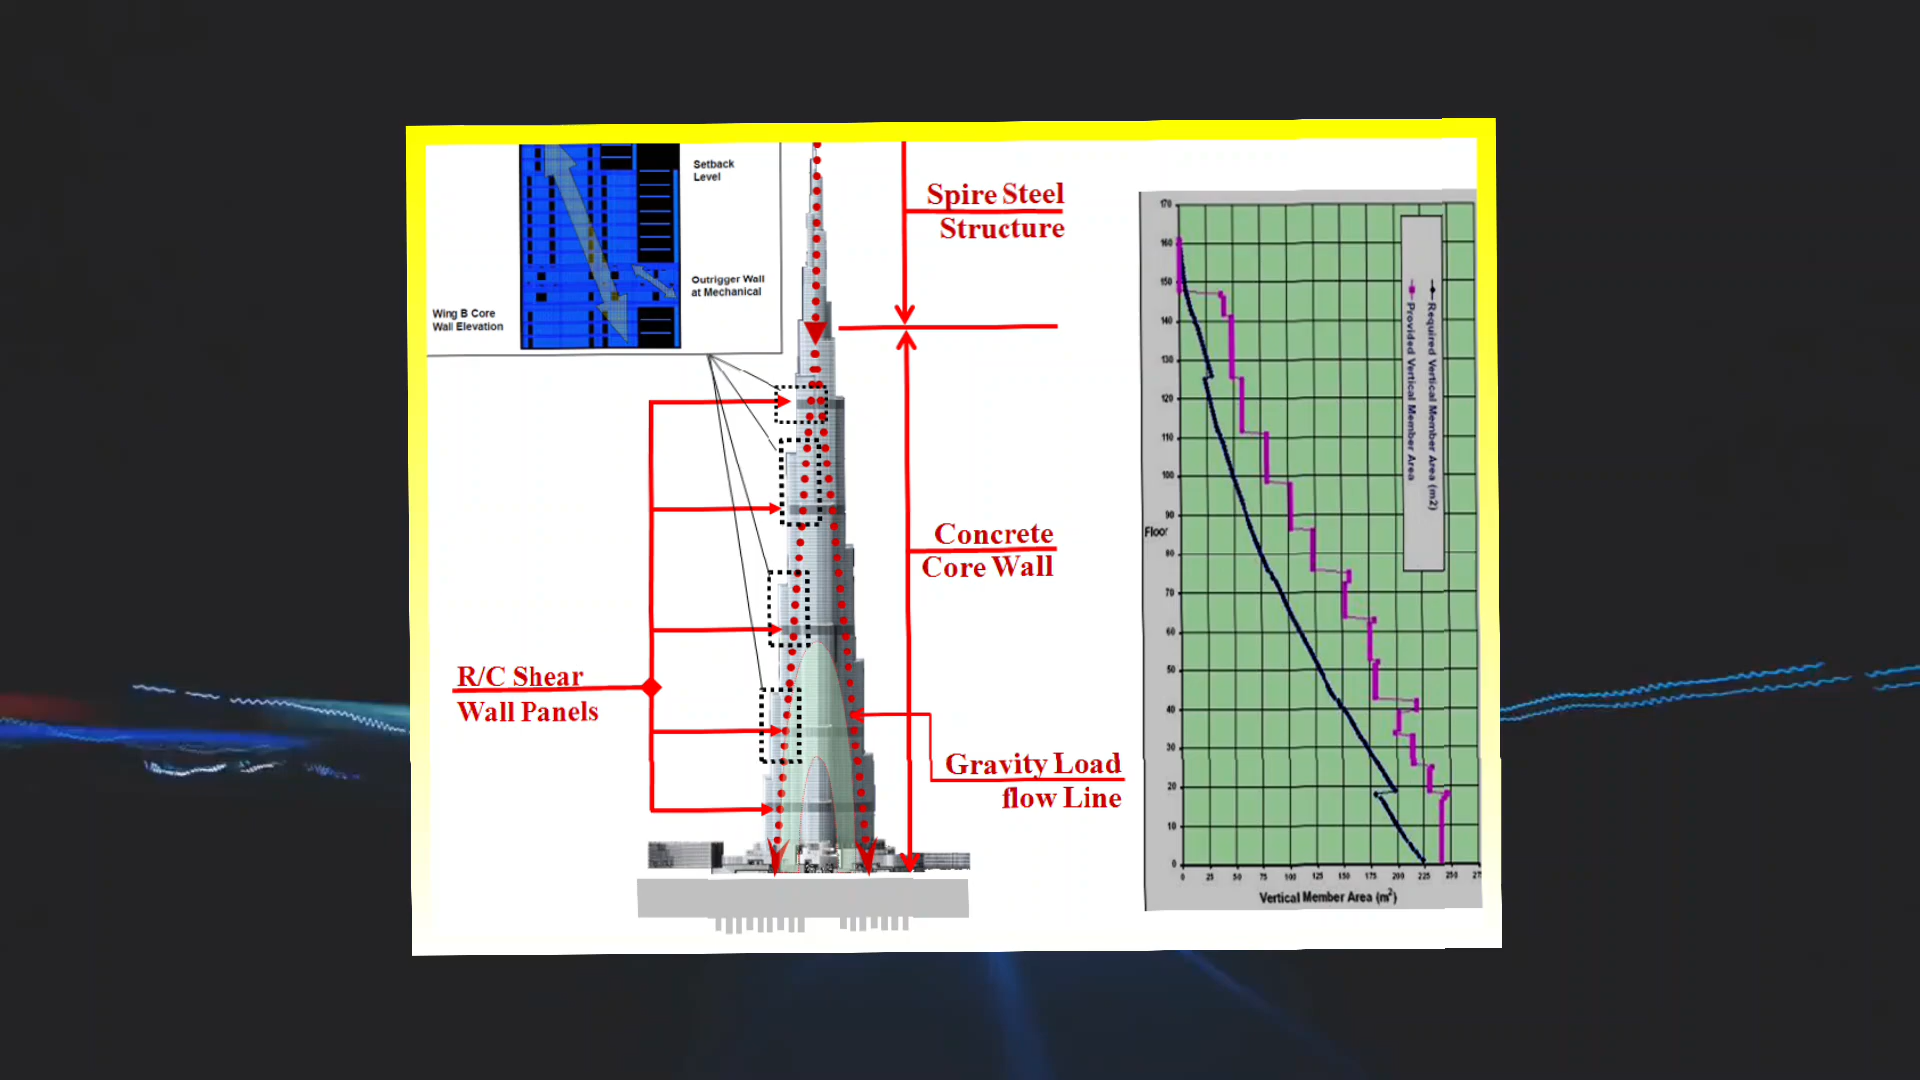 Setback
Level
Outrigger Wall
at Mechanical
Wing B Core
Wall Elevation
Spire Steel
Structure
Concrete
Core Wall
R/C Shear
Wall Panels
Gravity Load
flow Line
170
160
150
140
130
120
110
100
90
80
70
60
50
40
30
20
10
0
Floor
Required Vertical Member Area (m2)
Provided Vertical Member Area
0 25 50 75 100 125 150 175 200 225 250 27
Vertical Member Area (m²)